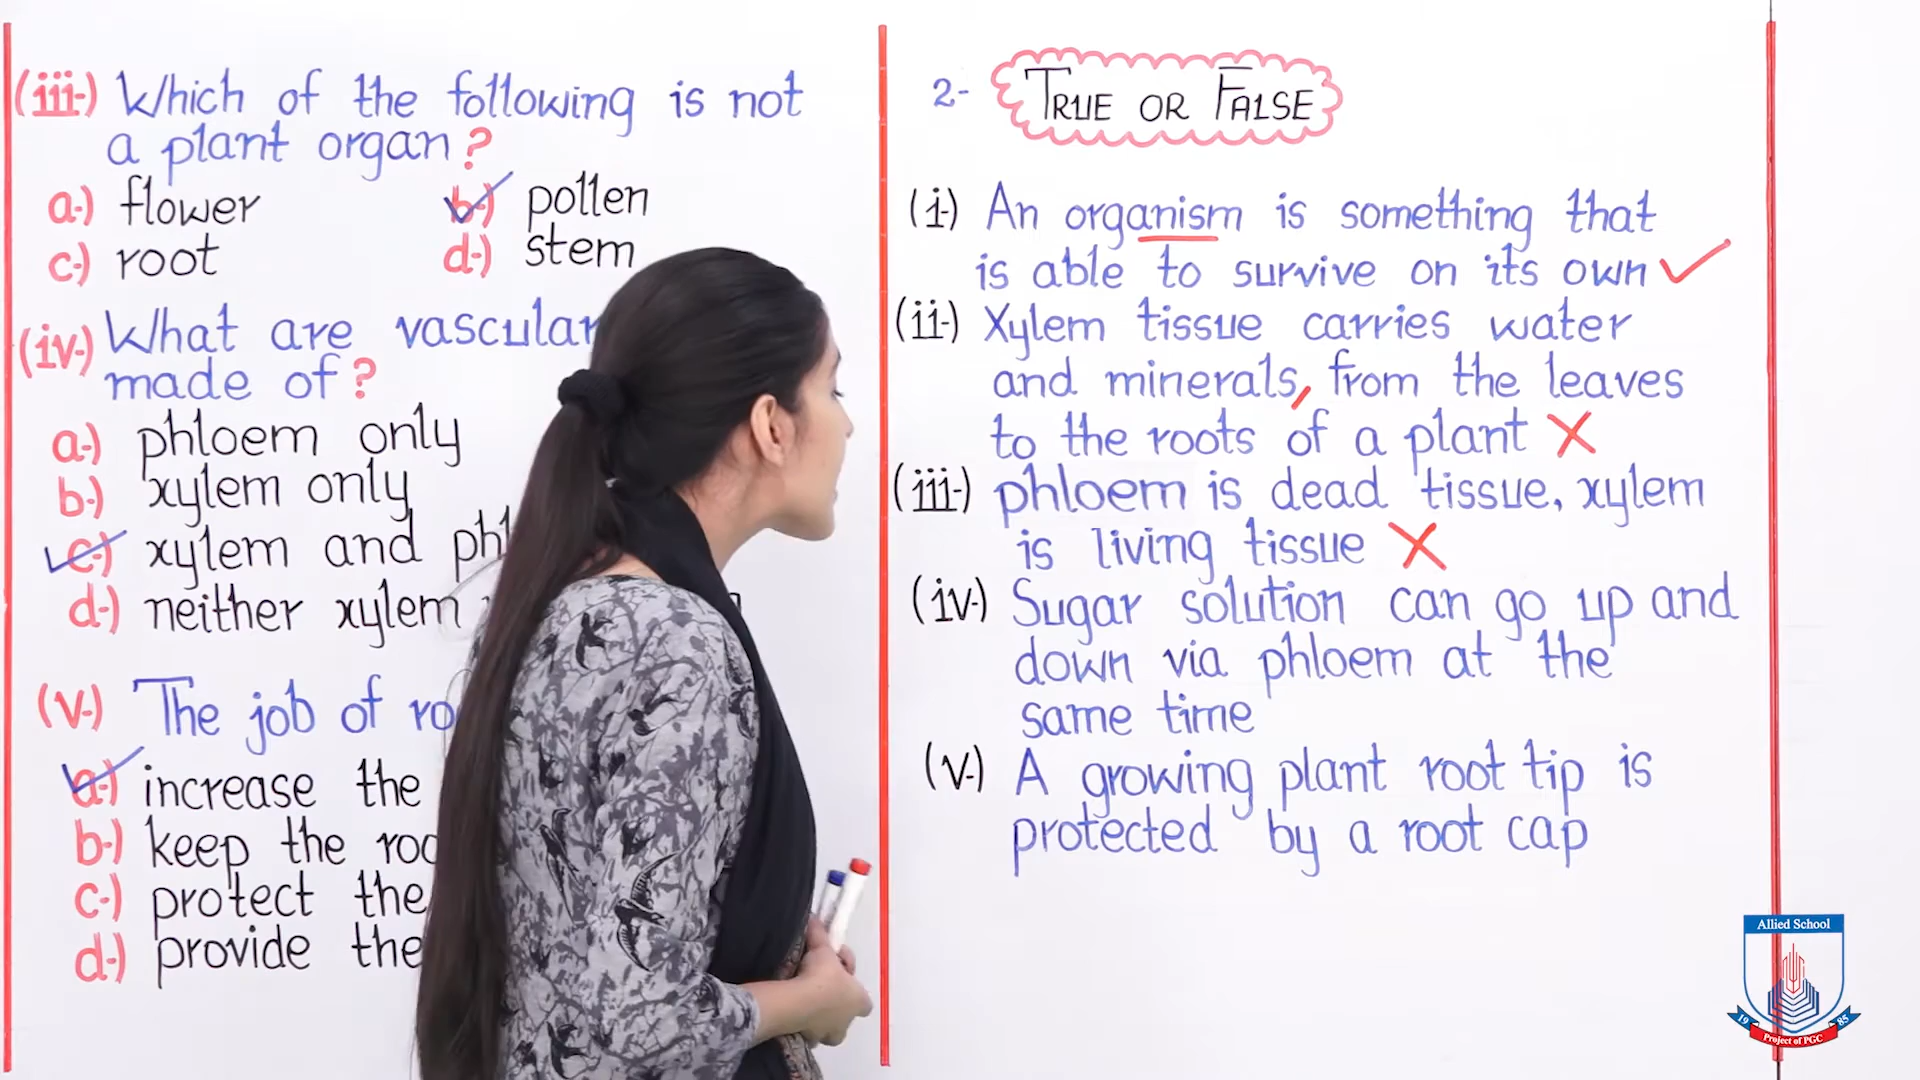 (iii-) Which of the following is not
a plant organ?
a-) flower b-) pollen
c-) root d-) stem
(iv-) What are vascular
made of?
a-) phloem only
b-) xylem only
c-) xylem and
d-) neither xylem
(v-) The job of
a-) increase the
b-) keep the
c-) protect the
d-) provide the
2- TRUE OR FALSE
(i-) An organism is something that
is able to survive on its own
(ii-) Xylem tissue carries water
and minerals, from the leaves
to the roots of a plant
(iii-) phloem is dead tissue, xylem
is living tissue
(iv-) Sugar solution can go up and
down via phloem at the
same time
(v-) A growing plant root tip is
protected by a root cap
Allied School
19 85
Project of PGC